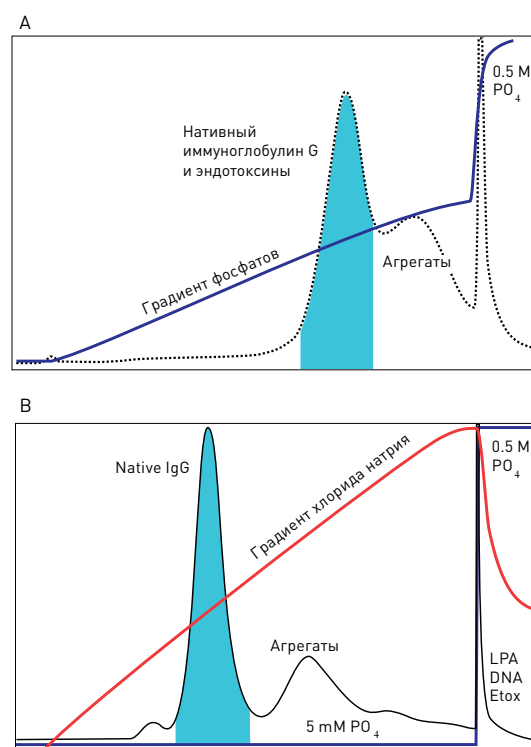 A
0.5 M
PO4
Нативный
иммуноглобулин G
и эндотоксины
Градиент фосфатов
Агрегаты
B
Native IgG
Градиент хлорида натрия
0.5 M
PO4
Агрегаты
LPA
DNA
Etox
5 mM PO4